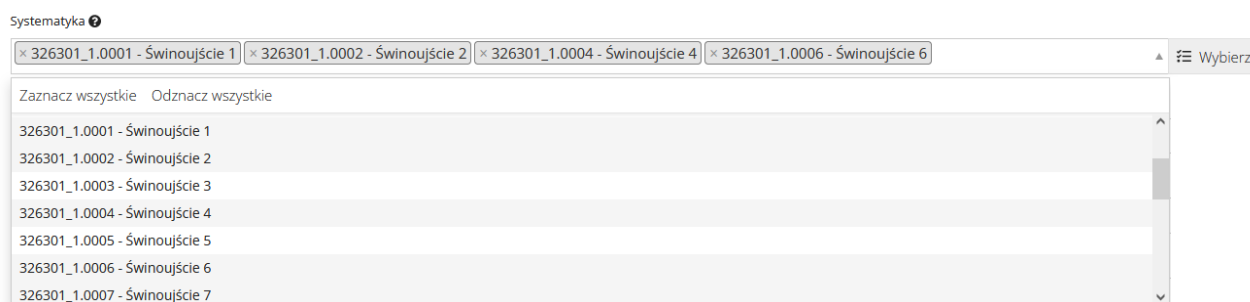 Systematyka ?
× 326301_1.0001 - Świnoujście 1 × 326301_1.0002 - Świnoujście 2 × 326301_1.0004 - Świnoujście 4 × 326301_1.0006 - Świnoujście 6 Wybierz
Zaznacz wszystkie Odznacz wszystkie
326301_1.0001 - Świnoujście 1
326301_1.0002 - Świnoujście 2
326301_1.0003 - Świnoujście 3
326301_1.0004 - Świnoujście 4
326301_1.0005 - Świnoujście 5
326301_1.0006 - Świnoujście 6
326301_1.0007 - Świnoujście 7